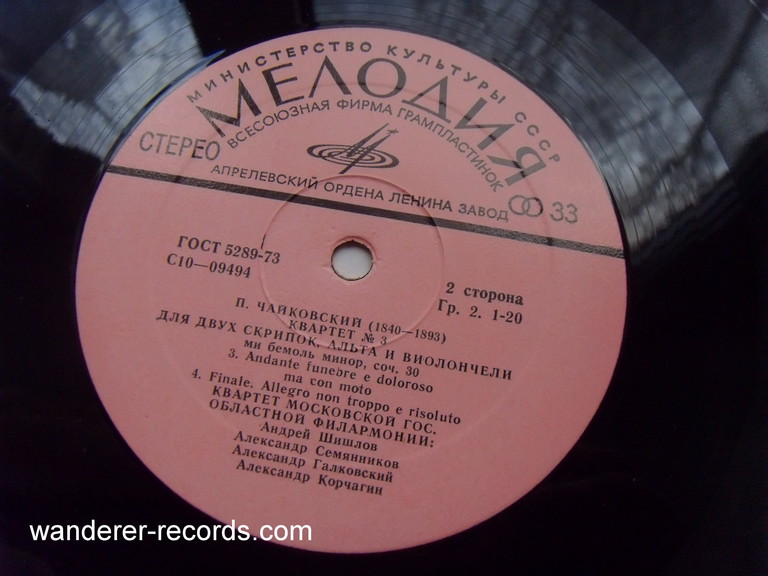 МИНИСТЕРСТВО КУЛЬТУРЫ СССР
МЕЛОДИЯ
ВСЕСОЮЗНАЯ ФИРМА ГРАМПЛАСТИНОК
СТЕРЕО
АПРЕЛЕВСКИЙ ОРДЕНА ЛЕНИНА ЗАВОД
33
ГОСТ 5289-73
С10—09494
2 сторона
Гр. 2. 1-20
П. ЧАЙКОВСКИЙ (1840—1893)
КВАРТЕТ № 3
ДЛЯ ДВУХ СКРИПОК, АЛЬТА И ВИОЛОНЧЕЛИ
ми бемоль минор, соч. 30
3. Andante funebre e doloroso
ma con moto
4. Finale. Allegro non troppo e risoluto
КВАРТЕТ МОСКОВСКОЙ ГОС.
ОБЛАСТНОЙ ФИЛАРМОНИИ:
Андрей Шишлов
Александр Семянников
Александр Галковский
Александр Корчагин
wanderer-records.com